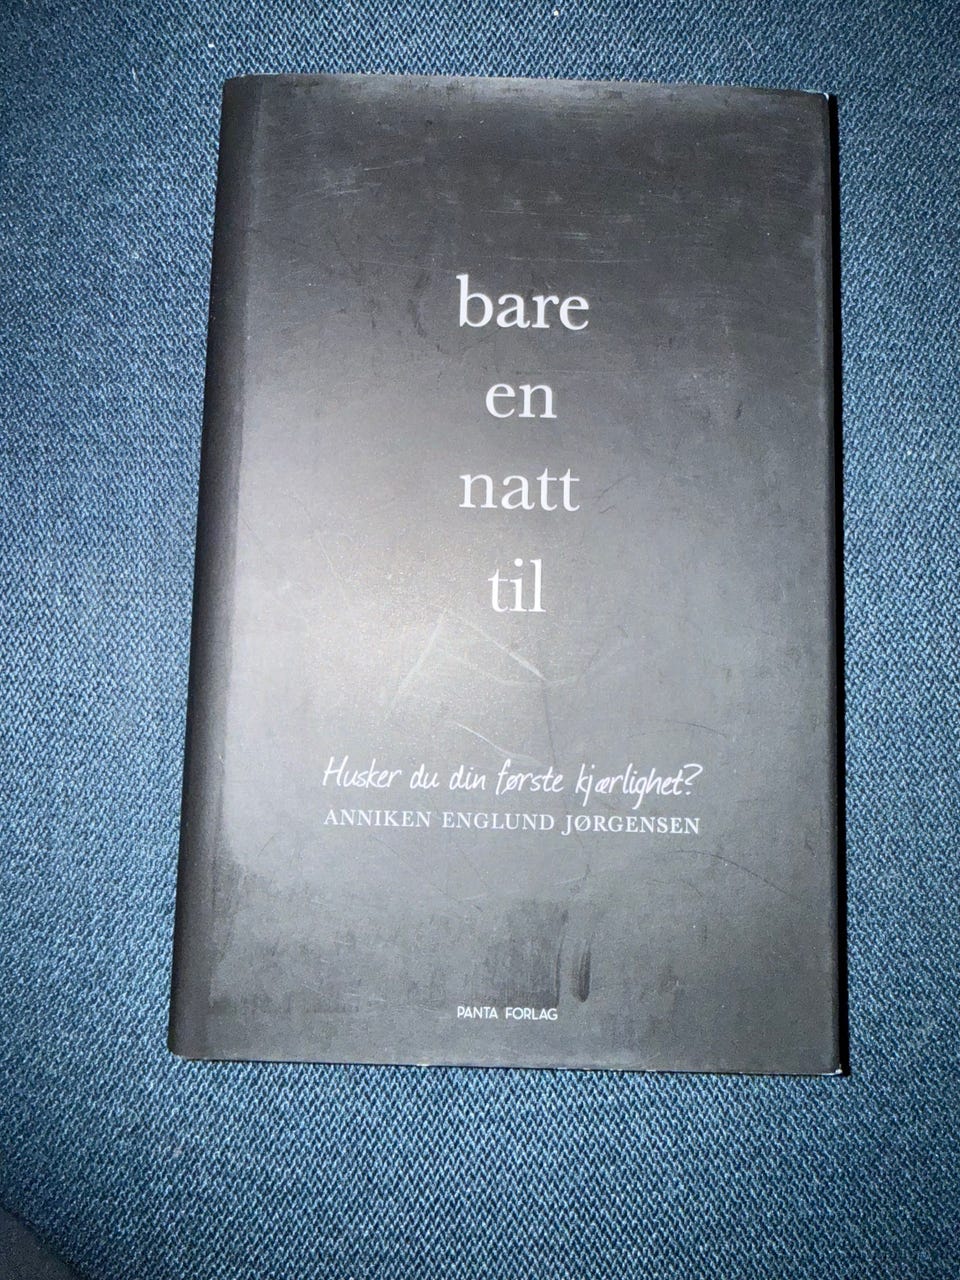 bare
en
natt
til
Husker du din første kjærlighet?
ANNIKEN ENGLUND JØRGENSEN
PANTA FORLAG